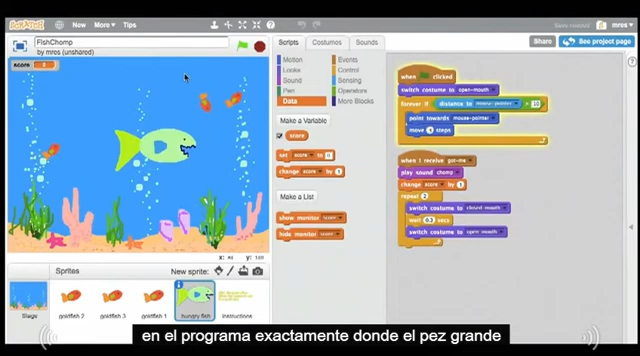 SCRATCH
New
More
Tips
FishChomp
by mres (unshared)
Scripts
Costumes
Sounds
Share
See project page
mres
score
Motion
Looks
Sound
Pen
Data
Events
Control
Sensing
Operators
More Blocks
Make a Variable
score
set score to 0
change score by 1
Make a List
show monitor
hide monitor
when clicked
switch costume to open-mouth
forever if distance to mouse-pointer > 10
point towards mouse-pointer
move steps
when I receive got-me
play sound chomp
change score by 1
repeat 2
switch costume to closed-mouth
wait 0.3 secs
switch costume to open-mouth
Sprites
New sprite:
Stage
goldfish 2
goldfish 3
goldfish 1
hungry fish
instructions
en el programa exactamente donde el pez grande